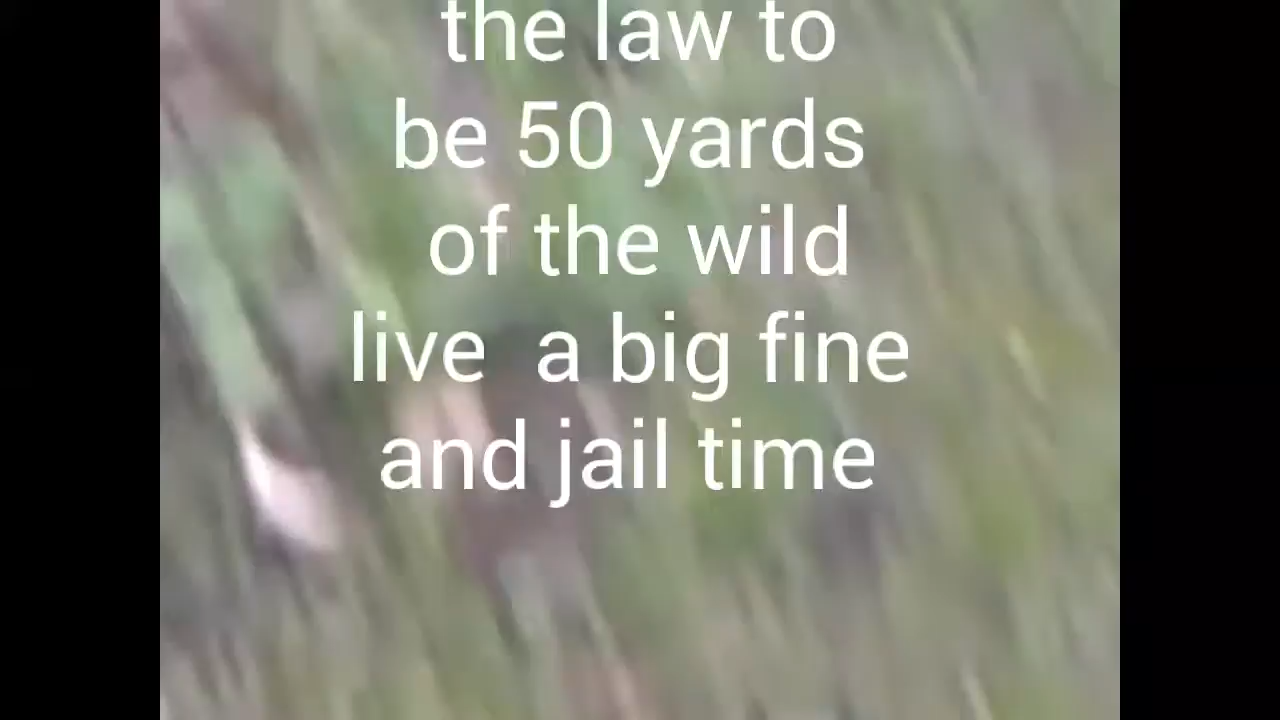 the law to
be 50 yards
of the wild
live  a big fine
and jail time